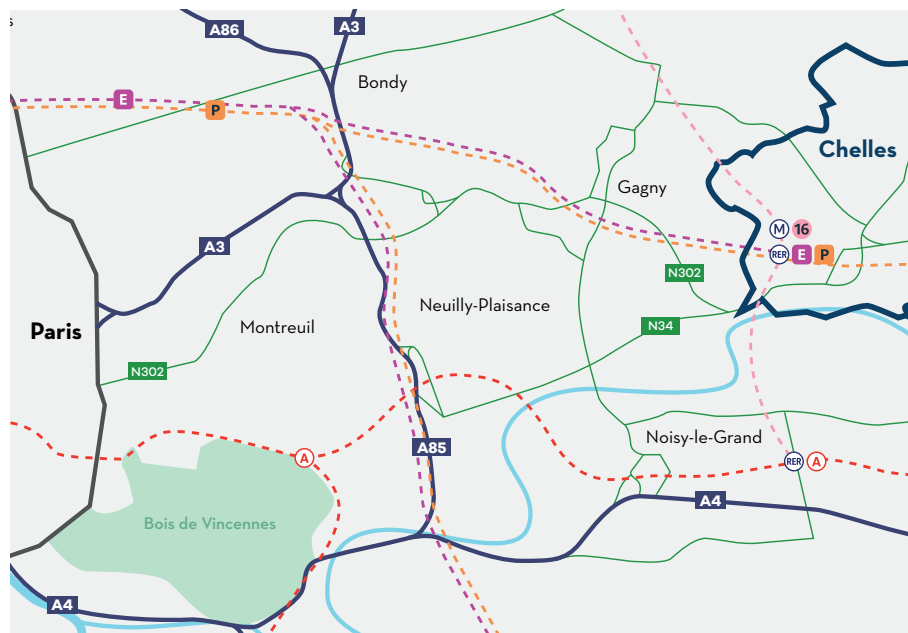 s
A86
A3
Bondy
E
P
Chelles
Gagny
M 16
A3
RER E P
N302
Neuilly-Plaisance
Paris
Montreuil
N34
N302
Noisy-le-Grand
A85
A
RER A
A4
Bois de Vincennes
A4